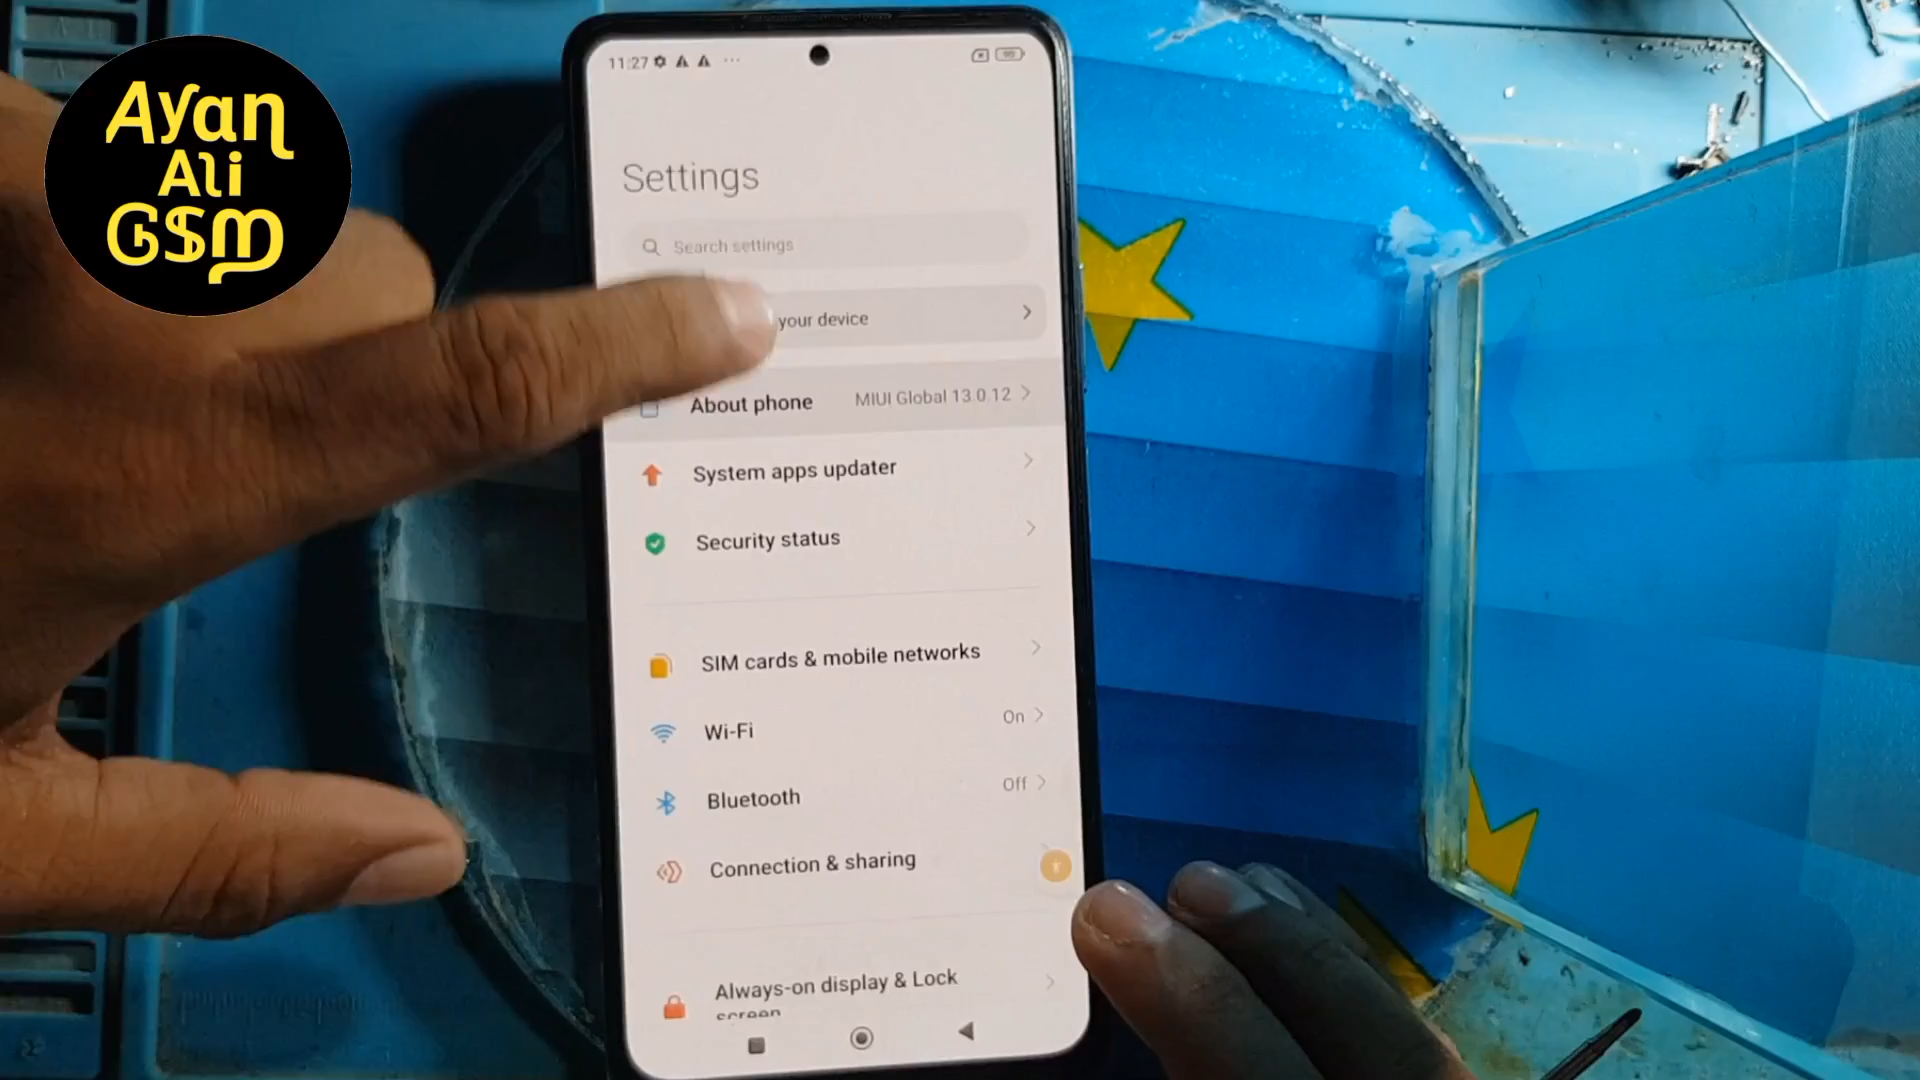 Ayan
Ali
GSM
11:27
Settings
Search settings
your device
About phone MIUI Global 13.0.12
System apps updater
Security status
SIM cards & mobile networks
Wi-Fi On
Bluetooth Off
Connection & sharing
Always-on display & Lock
screen